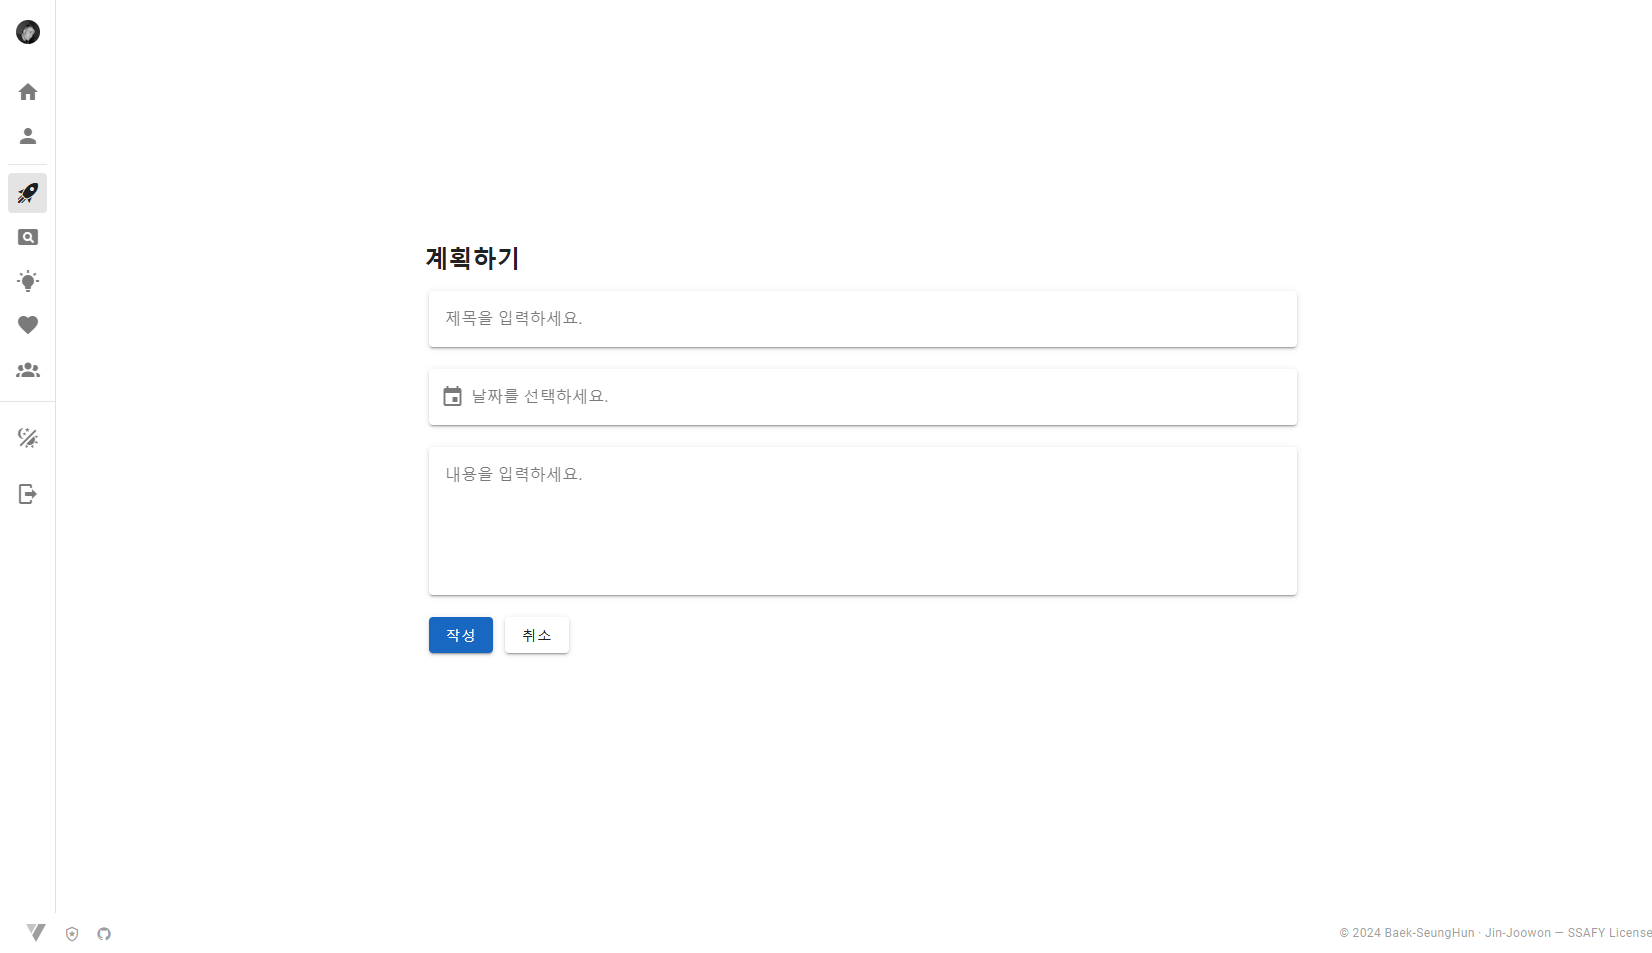 계획하기
제목을 입력하세요.
날짜를 선택하세요.
내용을 입력하세요.
작성 취소
© 2024 Baek-SeungHun · Jin-Joowon — SSAFY License